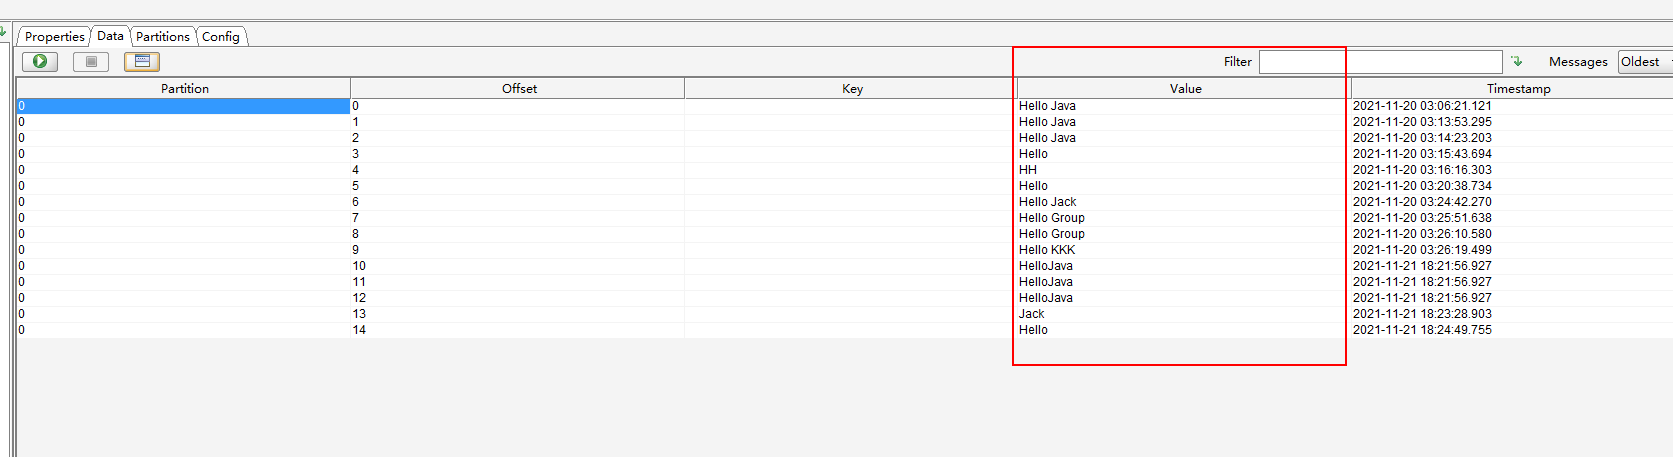 Properties Data Partitions Config
Filter Messages Oldest
Partition Offset Key Value Timestamp
0 0 Hello Java 2021-11-20 03:06:21.121
0 1 Hello Java 2021-11-20 03:13:53.295
0 2 Hello Java 2021-11-20 03:14:23.203
0 3 Hello 2021-11-20 03:15:43.694
0 4 HH 2021-11-20 03:16:16.303
0 5 Hello 2021-11-20 03:20:38.734
0 6 Hello Jack 2021-11-20 03:24:42.270
0 7 Hello Group 2021-11-20 03:25:51.638
0 8 Hello Group 2021-11-20 03:26:10.580
0 9 Hello KKK 2021-11-20 03:26:19.499
0 10 HelloJava 2021-11-21 18:21:56.927
0 11 HelloJava 2021-11-21 18:21:56.927
0 12 HelloJava 2021-11-21 18:21:56.927
0 13 Jack 2021-11-21 18:23:28.903
0 14 Hello 2021-11-21 18:24:49.755